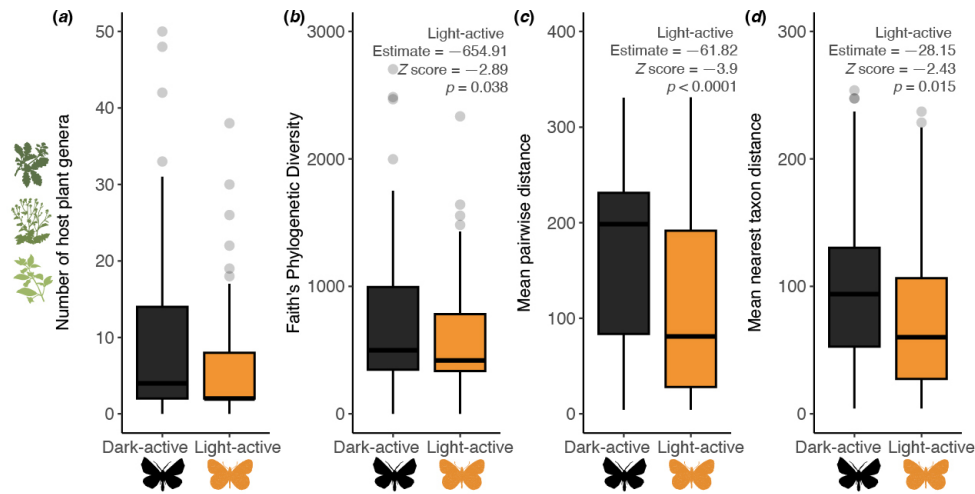 (a)
Number of host plant genera
50
40
30
20
10
0
Dark-active Light-active
(b)
Light-active
Estimate = −654.91
Z score = −2.89
p = 0.038
Faith's Phylogenetic Diversity
3000
2000
1000
0
Dark-active Light-active
(c)
Light-active
Estimate = −61.82
Z score = −3.9
p < 0.0001
Mean pairwise distance
400
300
200
100
0
Dark-active Light-active
(d)
Light-active
Estimate = −28.15
Z score = −2.43
p = 0.015
Mean nearest taxon distance
300
200
100
0
Dark-active Light-active